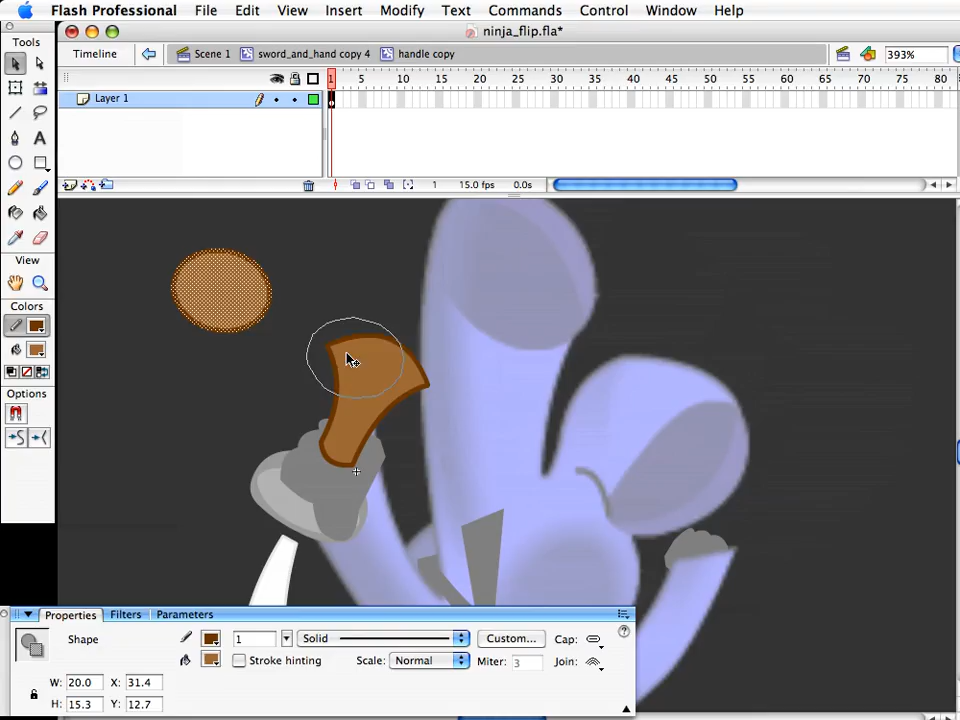 Flash Professional File Edit View Insert Modify Text Commands Control Window Help
Tools
ninja_flip.fla*
Timeline Scene 1 sword_and_hand copy 4 handle copy 393%
1 5 10 15 20 25 30 35 40 45 50 55 60 65 70 75 80
Layer 1
1 15.0 fps 0.0s
A
View
Colors
Options
Properties Filters Parameters
Shape 1 Solid Custom... Cap:
Stroke hinting Scale: Normal Miter: 3 Join:
W: 20.0 X: 31.4
H: 15.3 Y: 12.7